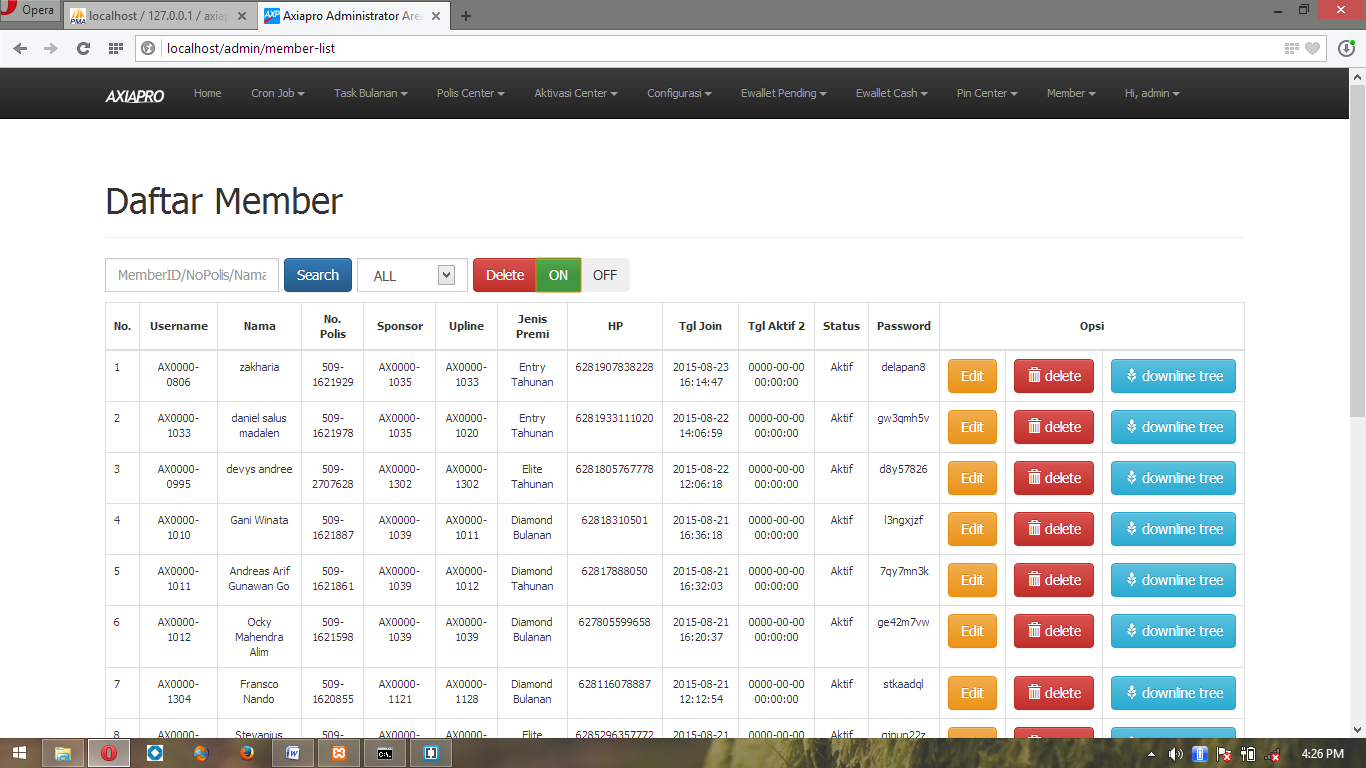 Opera
localhost / 127.0.0.1 / axiap
Axiapro Administrator Area
localhost/admin/member-list
AXIAPRO Home Cron Job Task Bulanan Polis Center Aktivasi Center Configurasi Ewallet Pending Ewallet Cash Pin Center Member Hi, admin
Daftar Member
MemberID/NoPolis/Nama Search ALL Delete ON OFF
No. Username Nama No. Polis Sponsor Upline Jenis Premi HP Tgl Join Tgl Aktif 2 Status Password Opsi
1 AX0000-0806 zakharia 509-1621929 AX0000-1035 AX0000-1033 Entry Tahunan 6281907838228 2015-08-23 16:14:47 0000-00-00 00:00:00 Aktif delapan8 Edit delete downline tree
2 AX0000-1033 daniel salus madalen 509-1621978 AX0000-1035 AX0000-1020 Entry Tahunan 6281933111020 2015-08-22 14:06:59 0000-00-00 00:00:00 Aktif gw3qmh5v Edit delete downline tree
3 AX0000-0995 devys andree 509-2707628 AX0000-1302 AX0000-1302 Elite Tahunan 6281805767778 2015-08-22 12:06:18 0000-00-00 00:00:00 Aktif d8y57826 Edit delete downline tree
4 AX0000-1010 Gani Winata 509-1621887 AX0000-1039 AX0000-1011 Diamond Bulanan 62818310501 2015-08-21 16:36:18 0000-00-00 00:00:00 Aktif l3ngxjzf Edit delete downline tree
5 AX0000-1011 Andreas Arif Gunawan Go 509-1621861 AX0000-1039 AX0000-1012 Diamond Tahunan 62817888050 2015-08-21 16:32:03 0000-00-00 00:00:00 Aktif 7qy7mn3k Edit delete downline tree
6 AX0000-1012 Ocky Mahendra Alim 509-1621598 AX0000-1039 AX0000-1039 Diamond Bulanan 627805599658 2015-08-21 16:20:37 0000-00-00 00:00:00 Aktif ge42m7vw Edit delete downline tree
7 AX0000-1304 Fransco Nando 509-1620855 AX0000-1121 AX0000-1128 Diamond Bulanan 628116078887 2015-08-21 12:12:54 0000-00-00 00:00:00 Aktif stkaadql Edit delete downline tree
8 AX0000- Stevanius 509- AX0000- AX0000- Elite 6285296357772 2015-08-21 0000-00-00 Aktif downline tree
4:26 PM